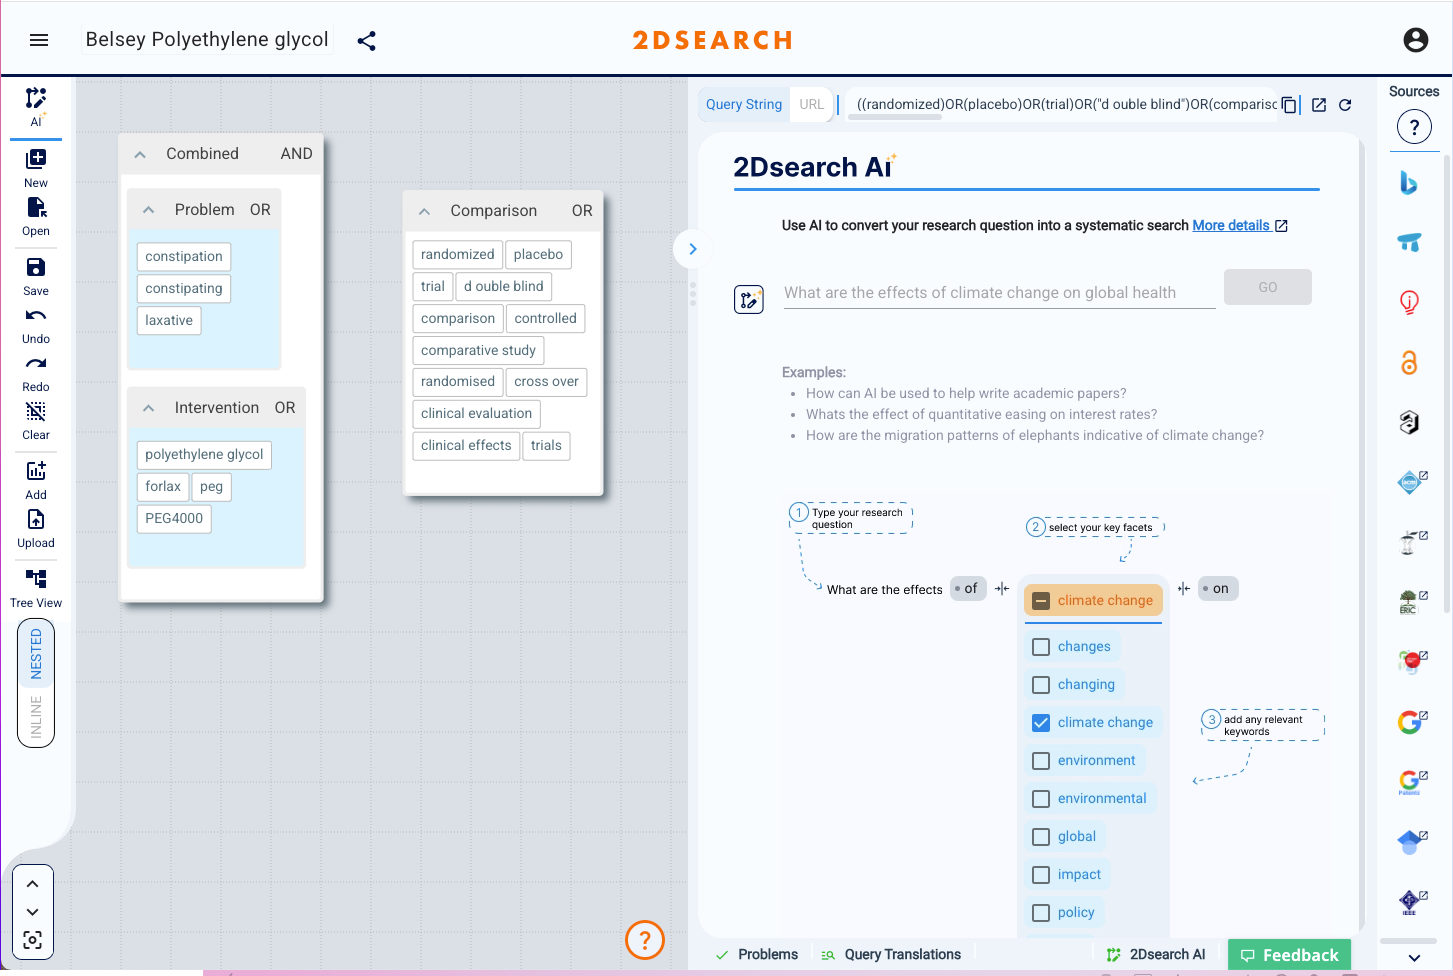 Belsey Polyethylene glycol
2DSEARCH
AI
New
Open
Save
Undo
Redo
Clear
Add
Upload
Tree View
NESTED
INLINE
Combined AND
Problem OR
constipation
constipating
laxative
Intervention OR
polyethylene glycol
forlax peg
PEG4000
Comparison OR
randomized placebo
trial d ouble blind
comparison controlled
comparative study
randomised cross over
clinical evaluation
clinical effects trials
?
Query String URL ((randomized)OR(placebo)OR(trial)OR("d ouble blind")OR(comparisc
2Dsearch Ai
Use AI to convert your research question into a systematic search More details
What are the effects of climate change on global health GO
Examples:
• How can AI be used to help write academic papers?
• Whats the effect of quantitative easing on interest rates?
• How are the migration patterns of elephants indicative of climate change?
1 Type your research
question
2 select your key facets
What are the effects • of climate change • on
changes
changing
climate change
environment
environmental
global
impact
policy
3 add any relevant
keywords
Problems Query Translations 2Dsearch AI Feedback
Sources
?
ERIC
Patents
IEEE